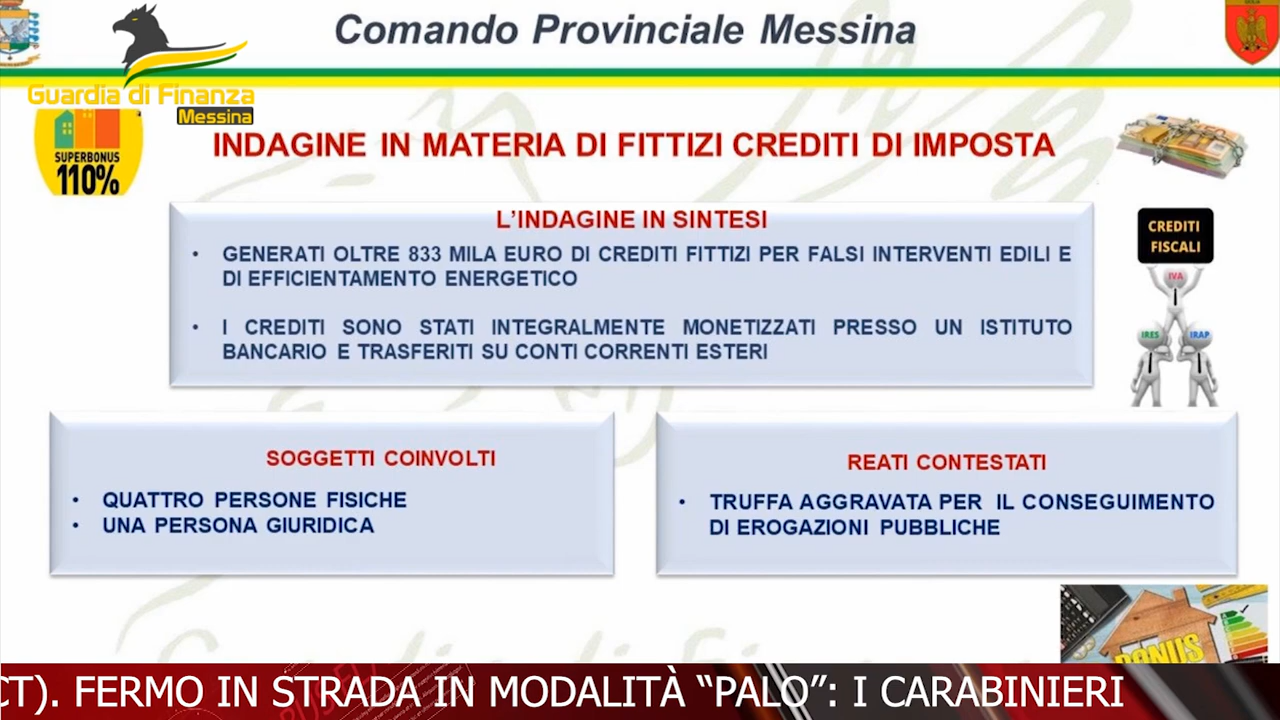 Comando Provinciale Messina
Guardia di Finanza
Messina
SUPERBONUS
110%
INDAGINE IN MATERIA DI FITTIZI CREDITI DI IMPOSTA
L'INDAGINE IN SINTESI
• GENERATI OLTRE 833 MILA EURO DI CREDITI FITTIZI PER FALSI INTERVENTI EDILI E
DI EFFICIENTAMENTO ENERGETICO
• I CREDITI SONO STATI INTEGRALMENTE MONETIZZATI PRESSO UN ISTITUTO
BANCARIO E TRASFERITI SU CONTI CORRENTI ESTERI
CREDITI
FISCALI
IVA
IRES
IRAP
SOGGETTI COINVOLTI
• QUATTRO PERSONE FISICHE
• UNA PERSONA GIURIDICA
REATI CONTESTATI
• TRUFFA AGGRAVATA PER IL CONSEGUIMENTO
DI EROGAZIONI PUBBLICHE
BONUS
CT). FERMO IN STRADA IN MODALITÀ “PALO”: I CARABINIERI